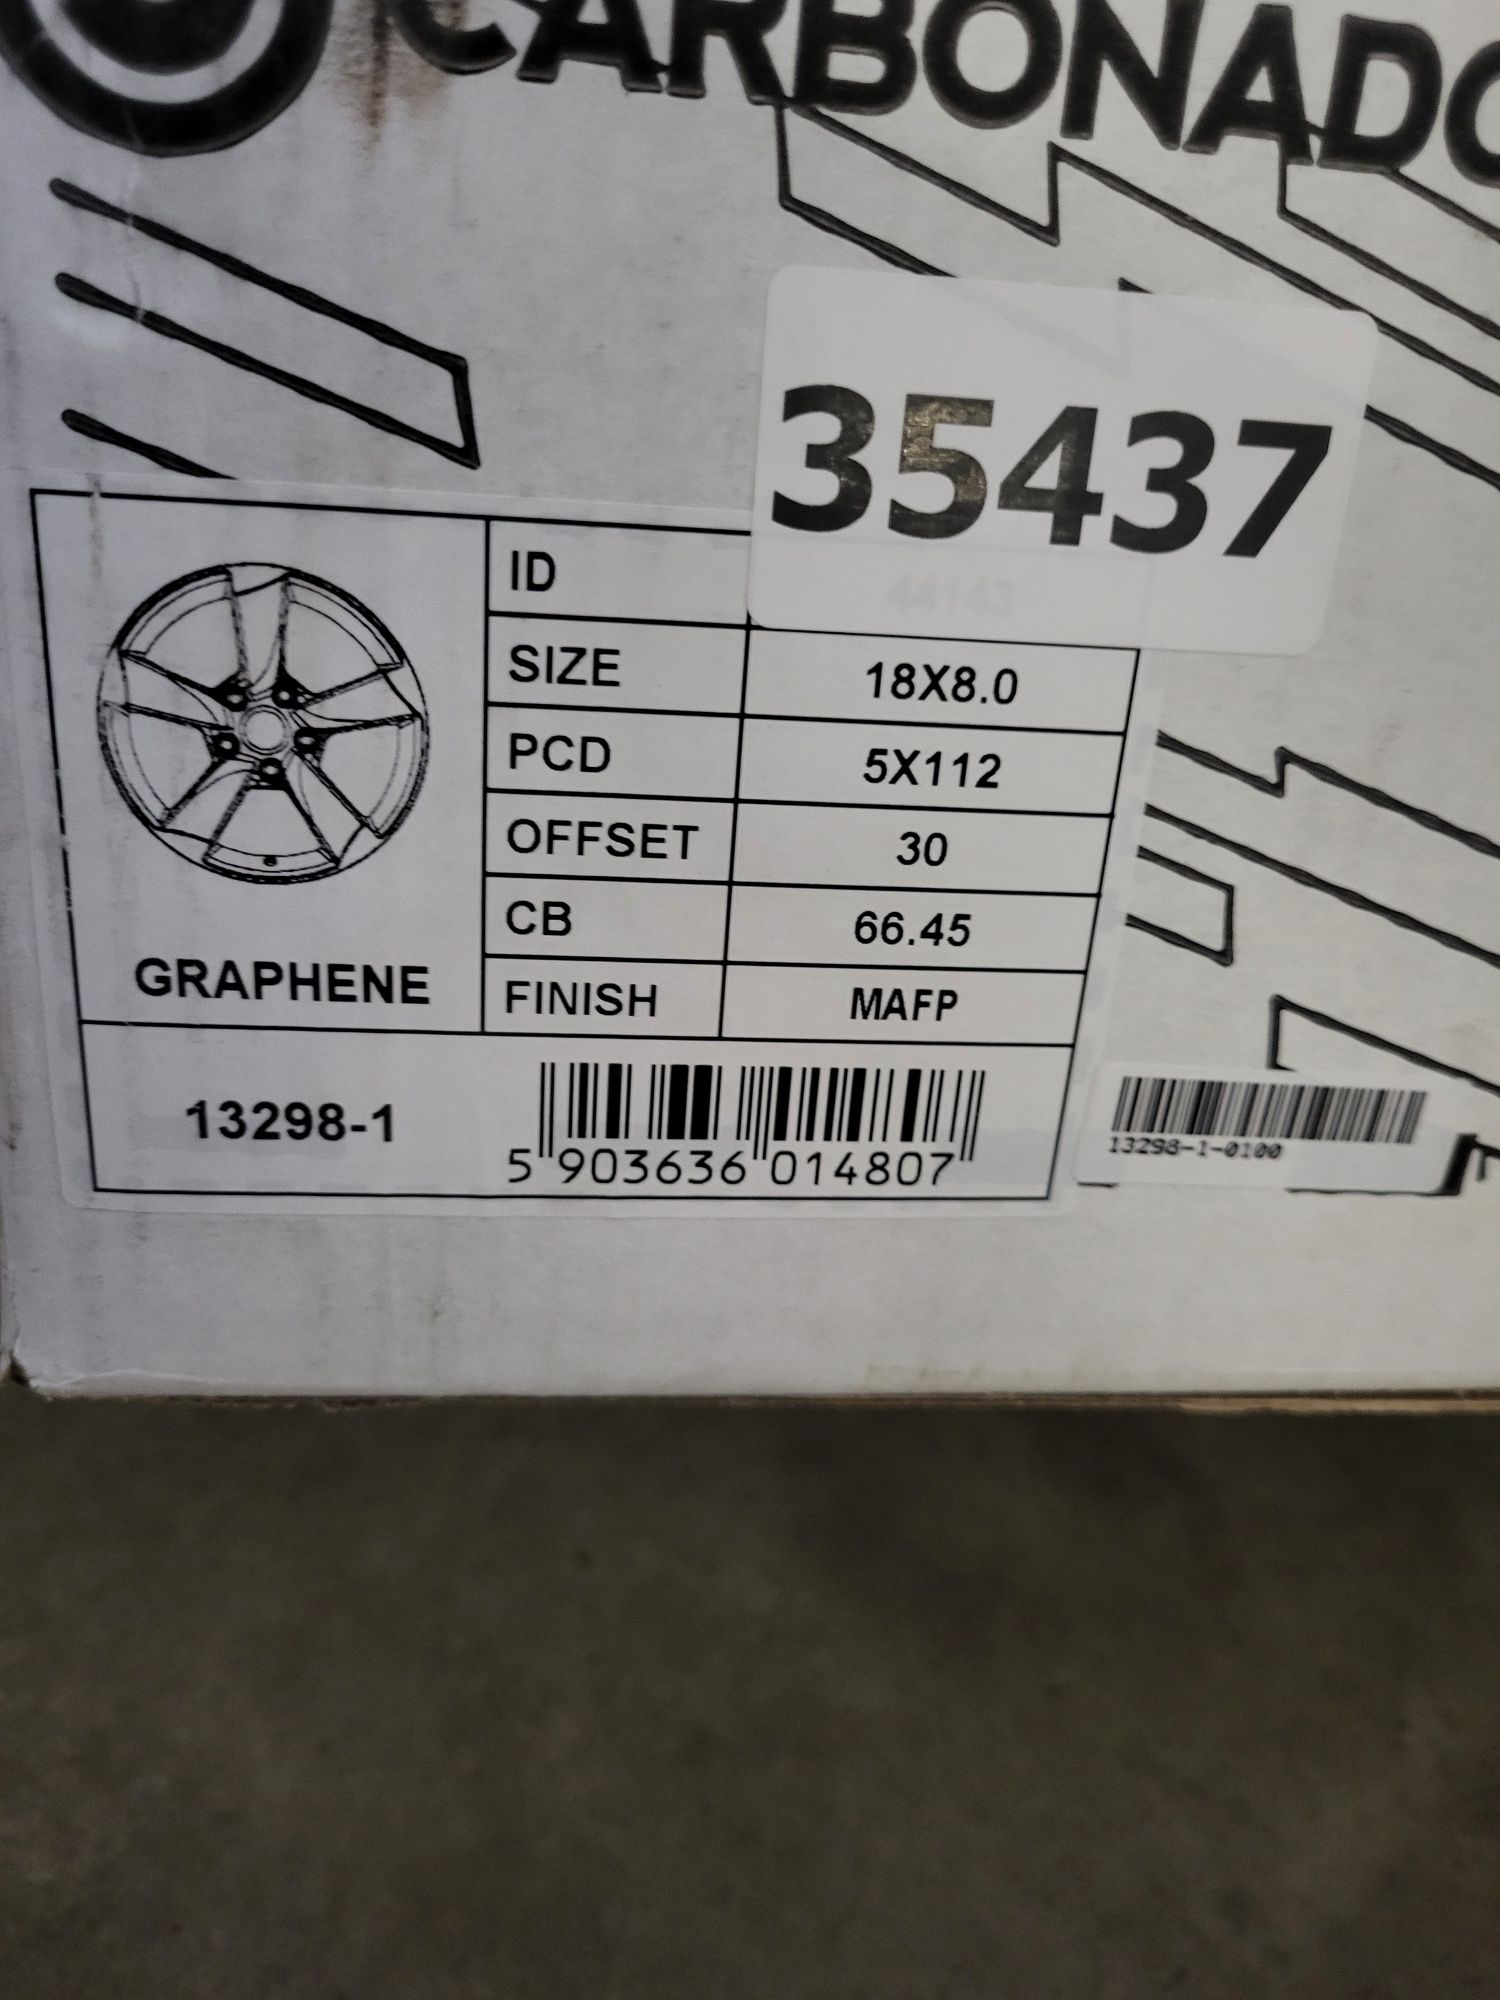 CARBONADO
35437
ID 44143
SIZE 18X8.0
PCD 5X112
OFFSET 30
CB 66.45
FINISH MAFP
GRAPHENE
13298-1
5 903636 014807
13298-1-0100